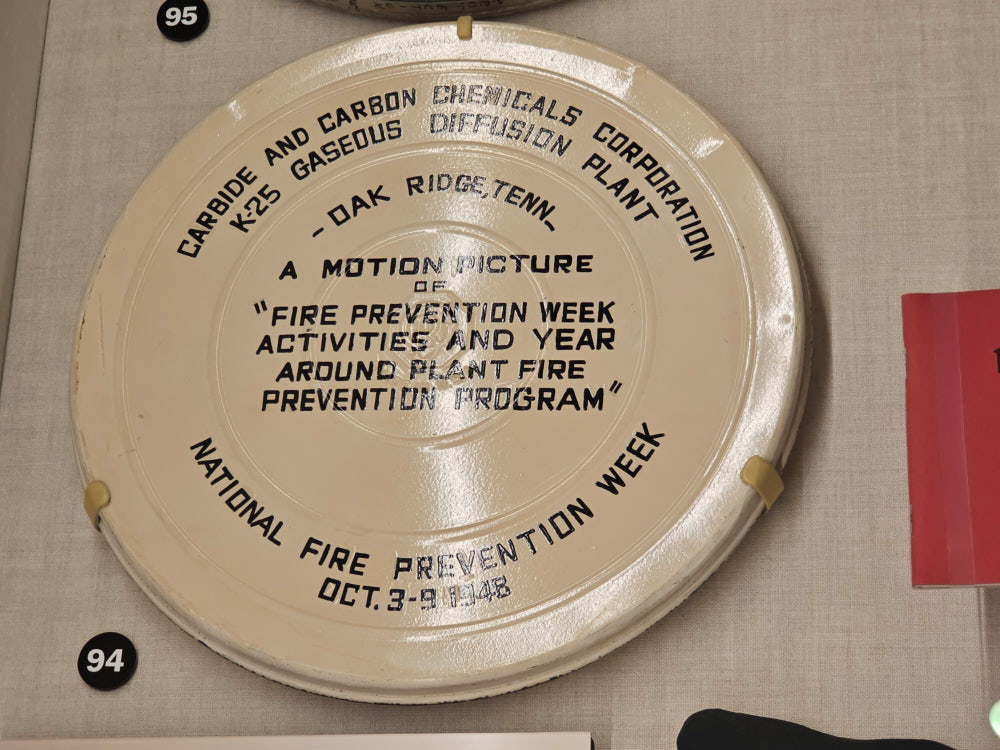 95
CARBIDE AND CARBON CHEMICALS CORPORATION
K-25 GASEOUS DIFFUSION PLANT
- OAK RIDGE, TENN. -
A MOTION PICTURE
OF
"FIRE PREVENTION WEEK
ACTIVITIES AND YEAR
AROUND PLANT FIRE
PREVENTION PROGRAM"
NATIONAL FIRE PREVENTION WEEK
OCT. 3-9 1948
94